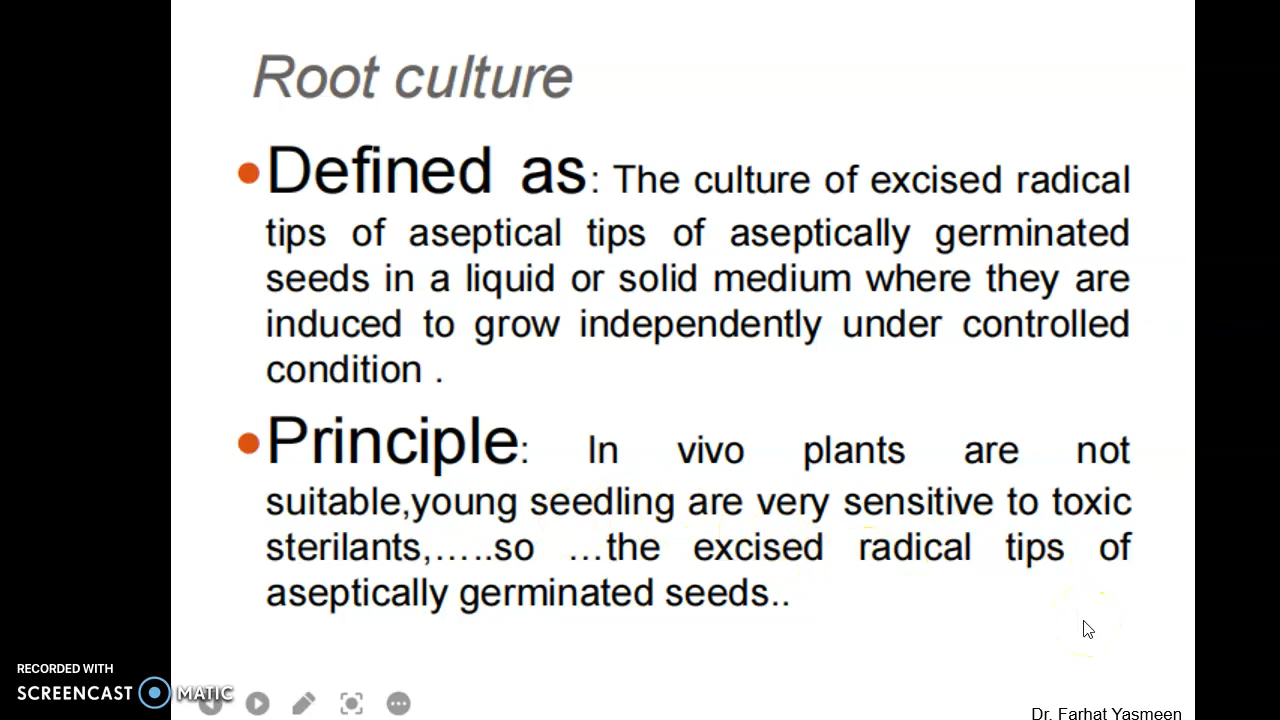 Root culture
•Defined as: The culture of excised radical
tips of aseptical tips of aseptically germinated
seeds in a liquid or solid medium where they are
induced to grow independently under controlled
condition .
•Principle: In vivo plants are not
suitable,young seedling are very sensitive to toxic
sterilants,…..so …the excised radical tips of
aseptically germinated seeds..
RECORDED WITH
SCREENCAST MATIC
Dr. Farhat Yasmeen